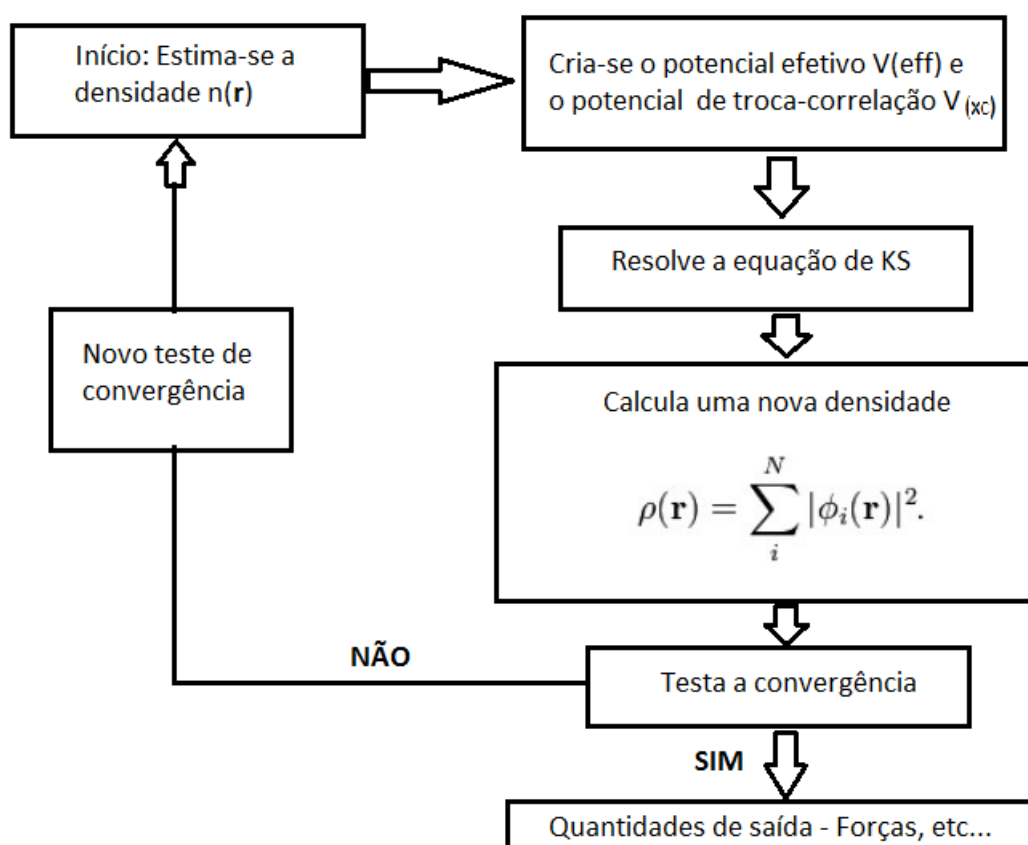 Início: Estima-se a
densidade n(r)
Cria-se o potencial efetivo V(eff) e
o potencial de troca-correlação V(xc)
Resolve a equação de KS
Novo teste de
convergência
Calcula uma nova densidade
ρ(r) = ∑_i^N |ϕ_i(r)|².
NÃO
Testa a convergência
SIM
Quantidades de saída - Forças, etc...